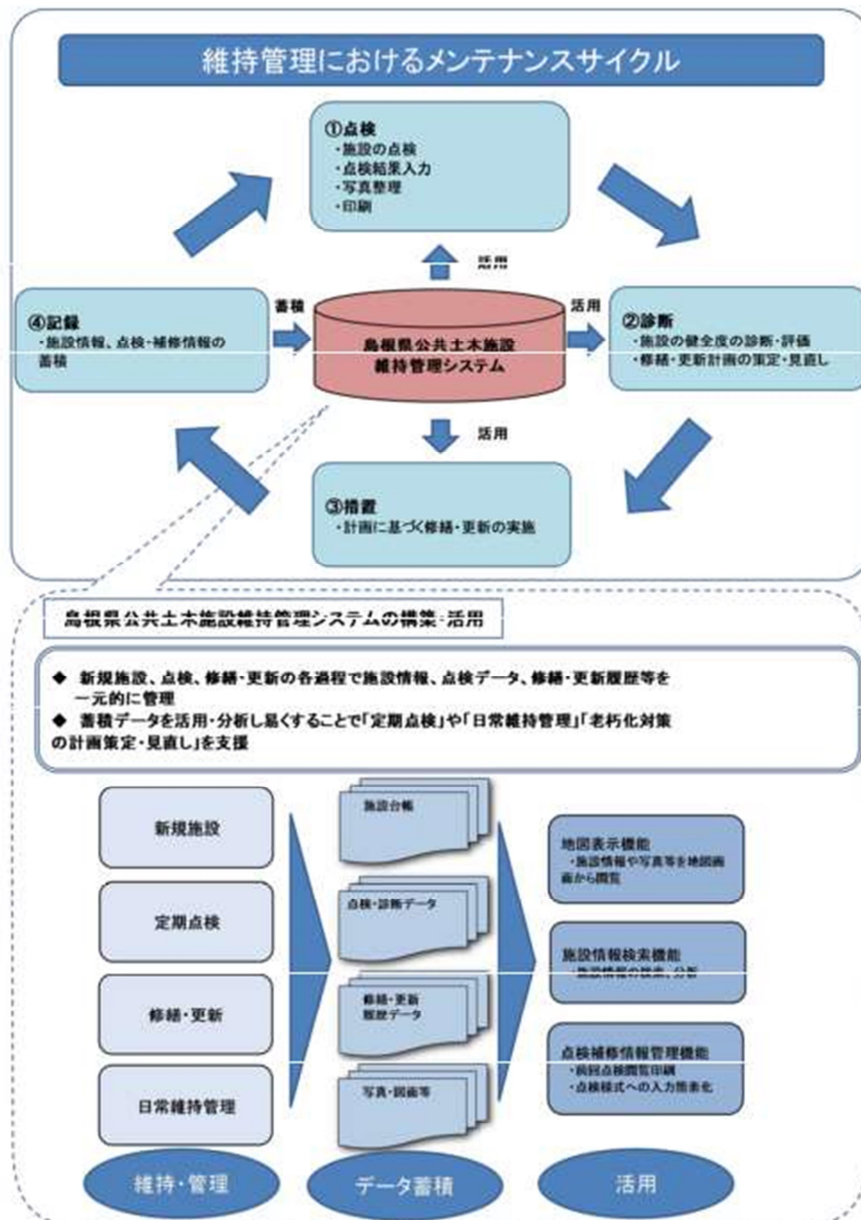 維持管理におけるメンテナンスサイクル
①点検
・施設の点検
・点検結果入力
・写真整理
・印刷
活用
④記録
・施設情報、点検・補修情報の
蓄積
蓄積
島根県公共土木施設
維持管理システム
活用
②診断
・施設の健全度の診断・評価
・修繕・更新計画の策定・見直し
活用
③措置
・計画に基づく修繕・更新の実施
島根県公共土木施設維持管理システムの構築・活用
◆ 新規施設、点検、修繕・更新の各過程で施設情報、点検データ、修繕・更新履歴等を
一元的に管理
◆ 蓄積データを活用・分析し易くすることで「定期点検」や「日常維持管理」「老朽化対策
の計画策定・見直し」を支援
新規施設
定期点検
修繕・更新
日常維持管理
維持・管理
施設台帳
点検・診断データ
修繕・更新
履歴データ
写真・図画等
データ蓄積
地図表示機能
・施設情報や写真等を地図画
面から閲覧
施設情報検索機能
・施設情報の検索、分析
点検補修情報管理機能
・前回点検閲覧印刷
・点検様式への入力簡素化
活用